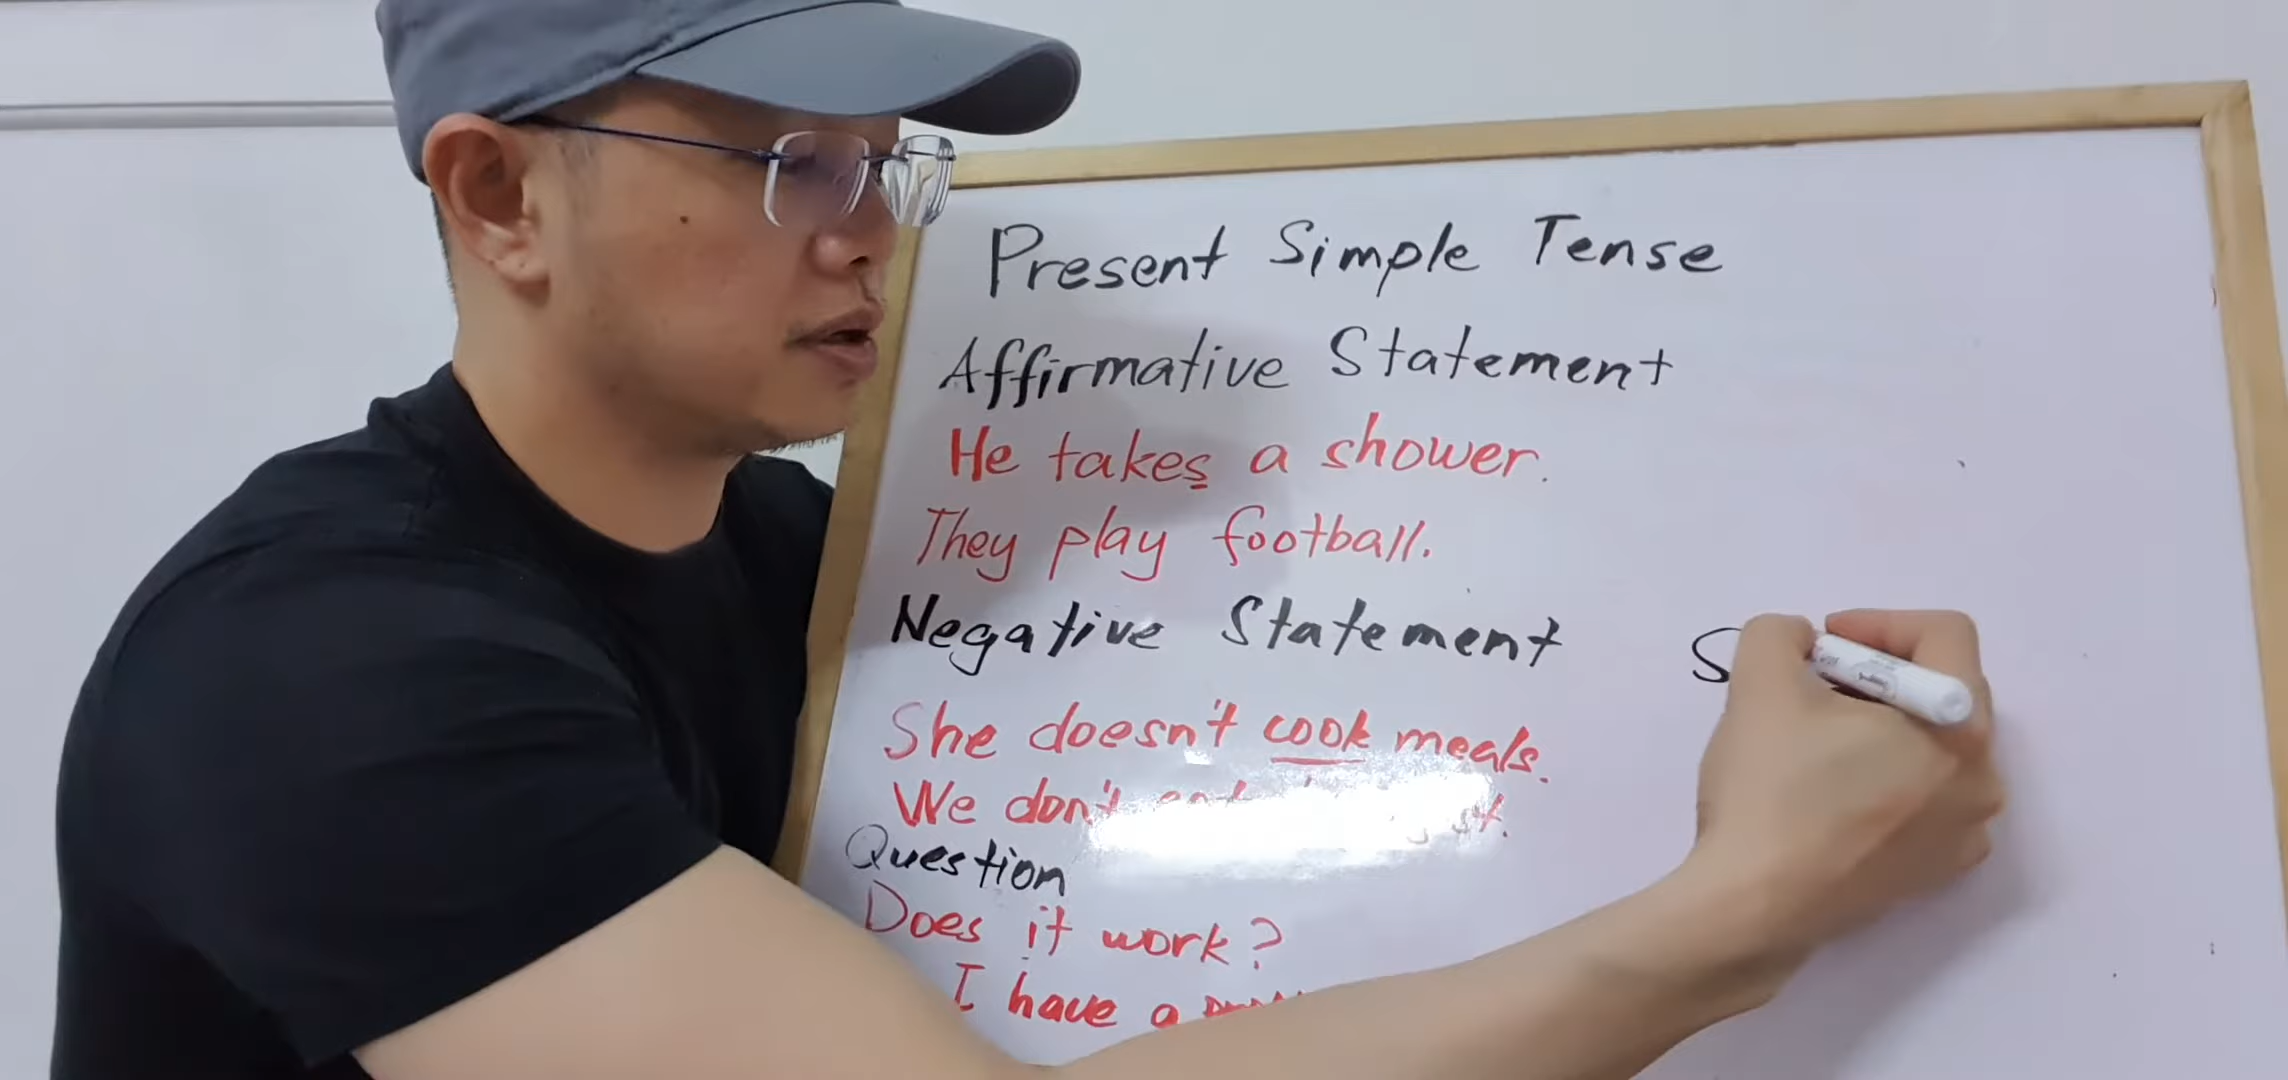 Present Simple Tense
Affirmative Statement
He takes a shower.
They play football.
Negative Statement S
She doesn't cook meals.
We don't
Question
Does it work?
I have a